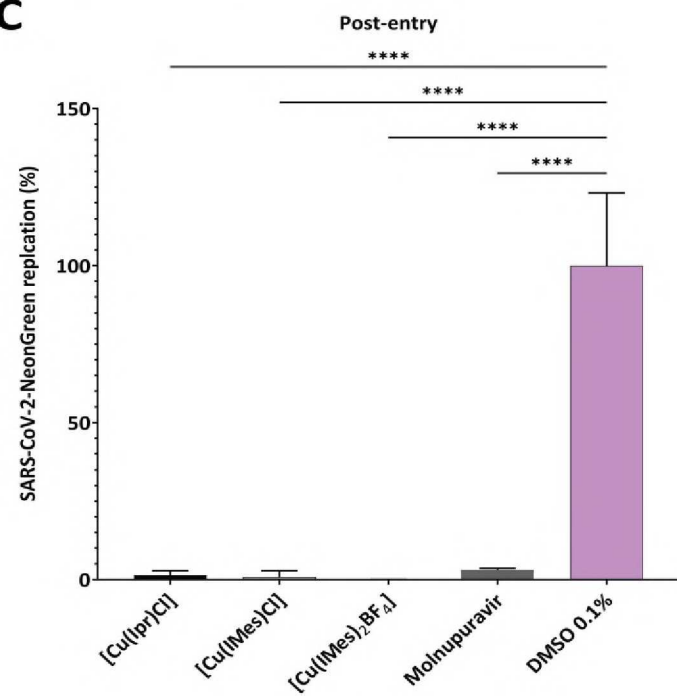 C
Post-entry
****
****
****
****
SARS-CoV-2-NeonGreen replcation (%)
150
100
50
0
[Cu(Ipr)Cl]
[Cu(IMes)Cl]
[Cu(IMes)₂BF₄]
Molnupuravir
DMSO 0.1%